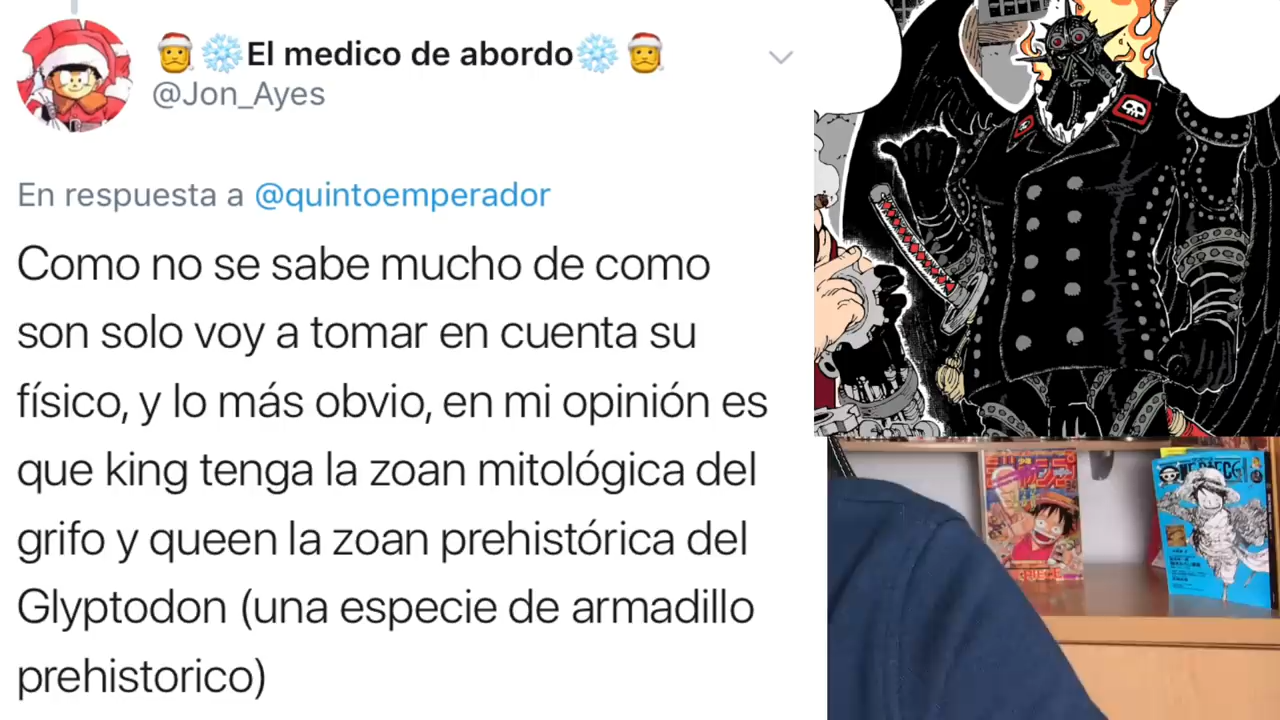 🎅❄️El medico de abordo❄️🎅
@Jon_Ayes
En respuesta a @quintoemperador
Como no se sabe mucho de como
son solo voy a tomar en cuenta su
físico, y lo más obvio, en mi opinión es
que king tenga la zoan mitológica del
grifo y queen la zoan prehistórica del
Glyptodon (una especie de armadillo
prehistorico)
ONE PIECE